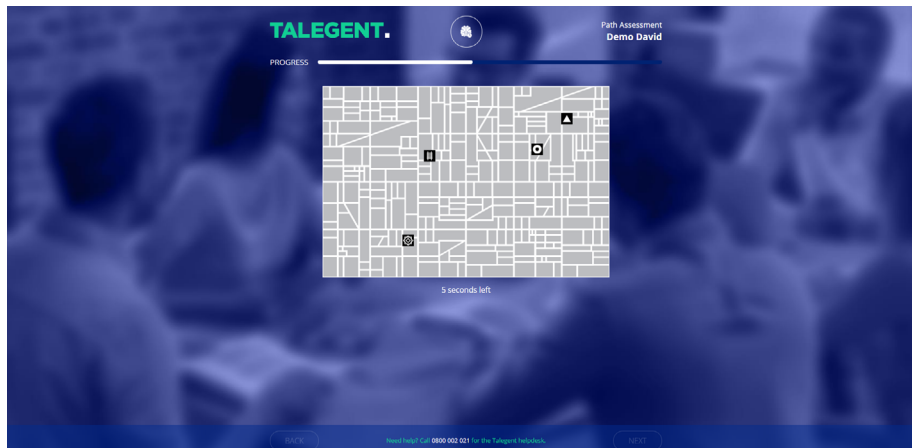 TALEGENT.
Path Assessment
Demo David
PROGRESS
5 seconds left
BACK
Need help? Call 0800 002 021 for the Talegent helpdesk.
NEXT